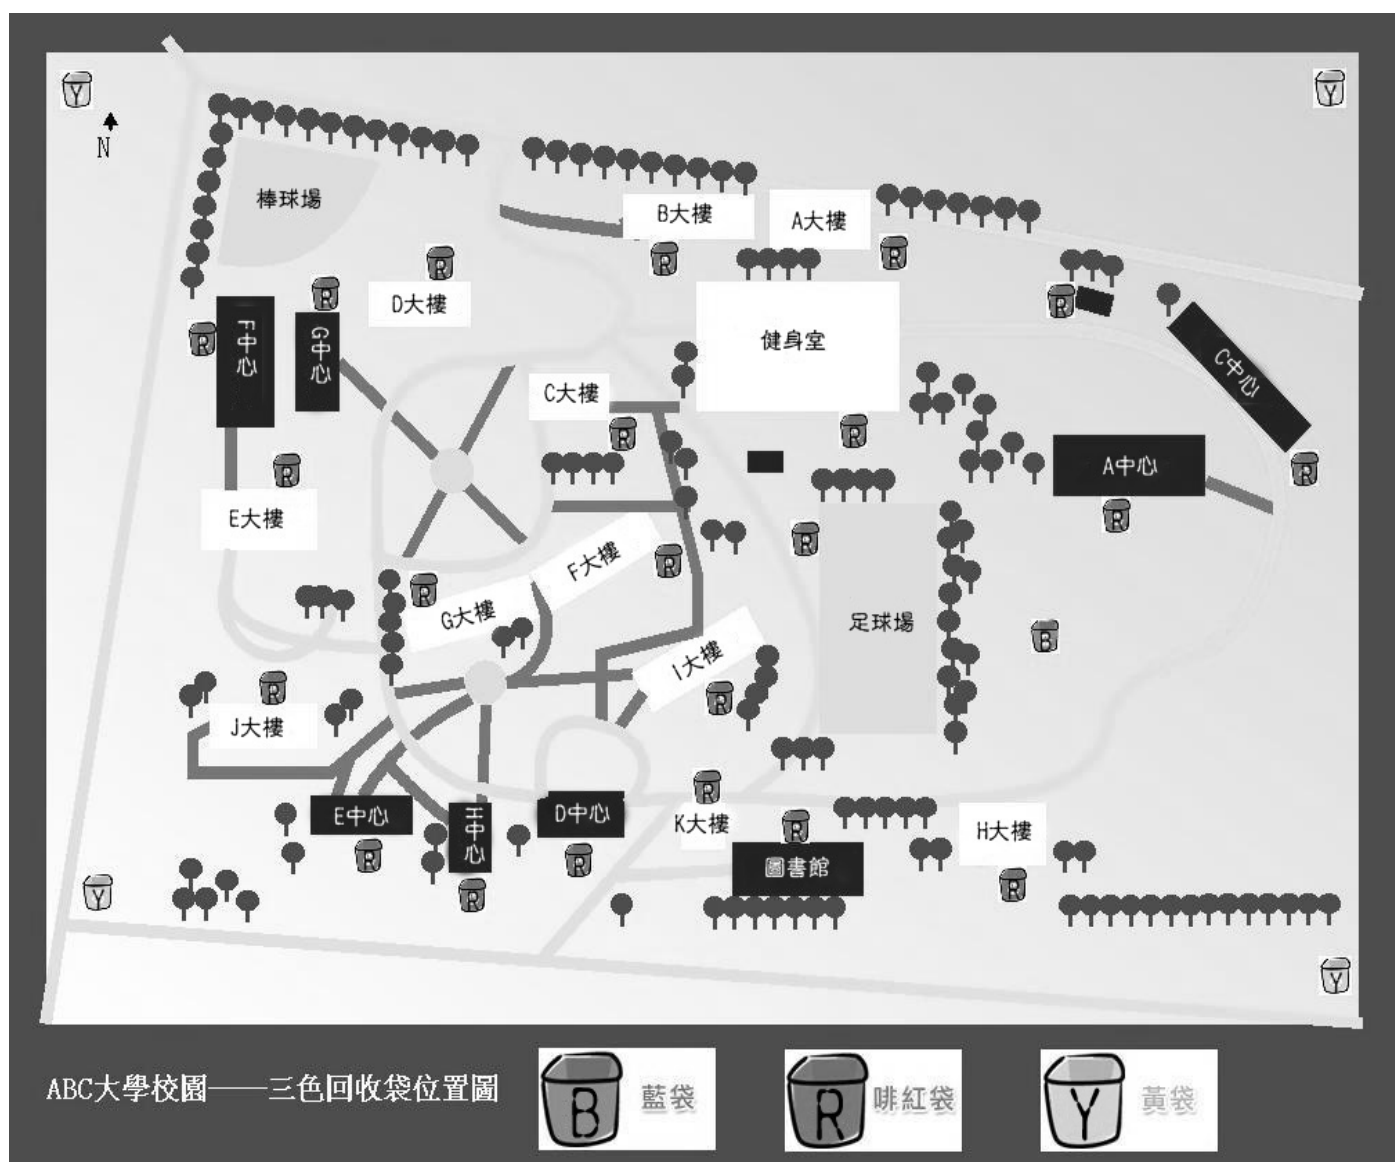 Y
Y
N
棒球場
B大樓
A大樓
R
R
R
D大樓
R
R
R
F中心
G中心
健身堂
C中心
C大樓
R
R
A中心
R
R
E大樓
R
R
F大樓
R
R
G大樓
足球場
B
I大樓
R
R
J大樓
R
E中心
H中心
D中心
K大樓
R
H大樓
R
R
圖書館
R
R
Y
R
Y
ABC大學校園——三色回收袋位置圖
B 藍袋
R 啡紅袋
Y 黃袋